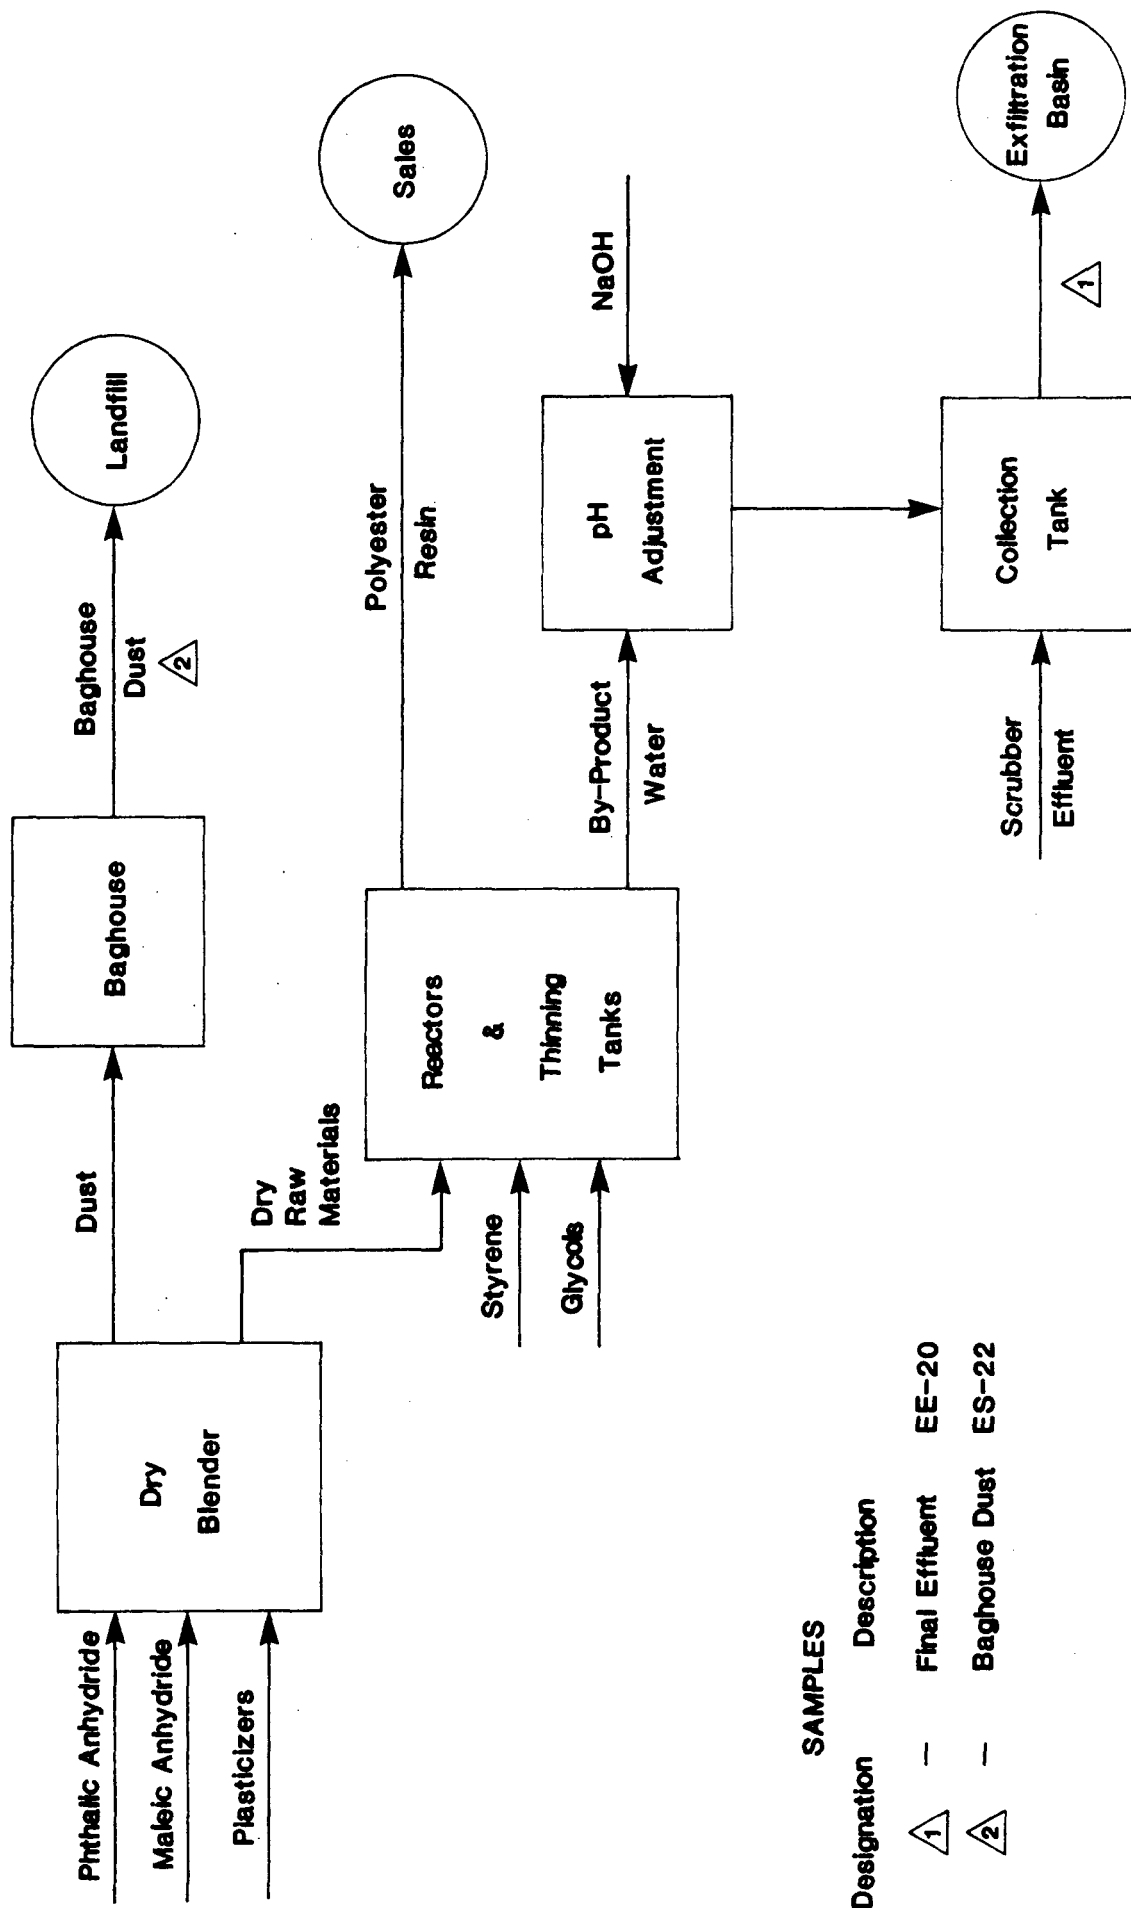 Phthalic Anhydride
Maleic Anhydride
Plasticizers
Dry
Blender
Dust
Baghouse
Baghouse
Dust
2
Landfill
Dry
Raw
Materials
Styrene
Glycols
Reactors
&
Thinning
Tanks
Polyester
Resin
Sales
By-Product
Water
pH
Adjustment
NaOH
Scrubber
Effluent
Collection
Tank
1
Exfiltration
Basin
SAMPLES
Designation Description
1 — Final Effluent EE-20
2 — Baghouse Dust ES-22